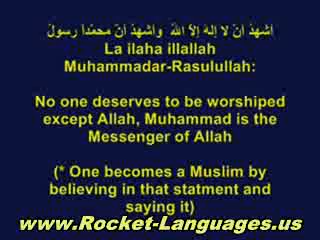 أشهد أن لا إله إلا الله وأشهد أن محمداً رسول
La ilaha illallah
Muhammadar-Rasulullah:
No one deserves to be worshiped
except Allah, Muhammad is the
Messenger of Allah
(* One becomes a Musliim by
believing in that statment and
saying it)
www.Rocket-Languages.us